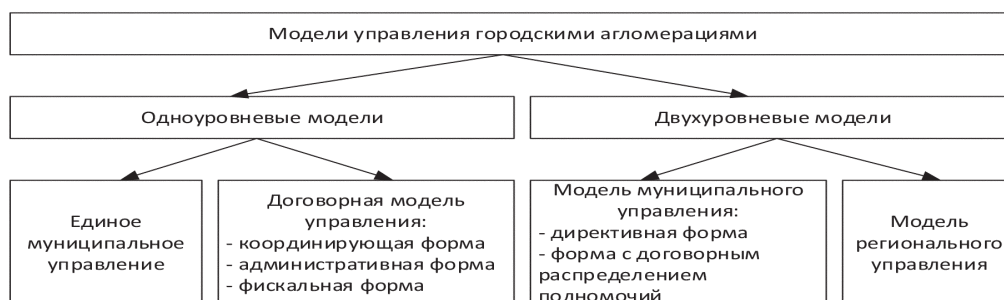 Модели управления городскими агломерациями
Одноуровневые модели
Двухуровневые модели
Единое
муниципальное
управление
Договорная модель
управления:
- координирующая форма
- административная форма
- фискальная форма
Модель муниципального
управления:
- директивная форма
- форма с договорным
распределением
полномочий
Модель
регионального
управления